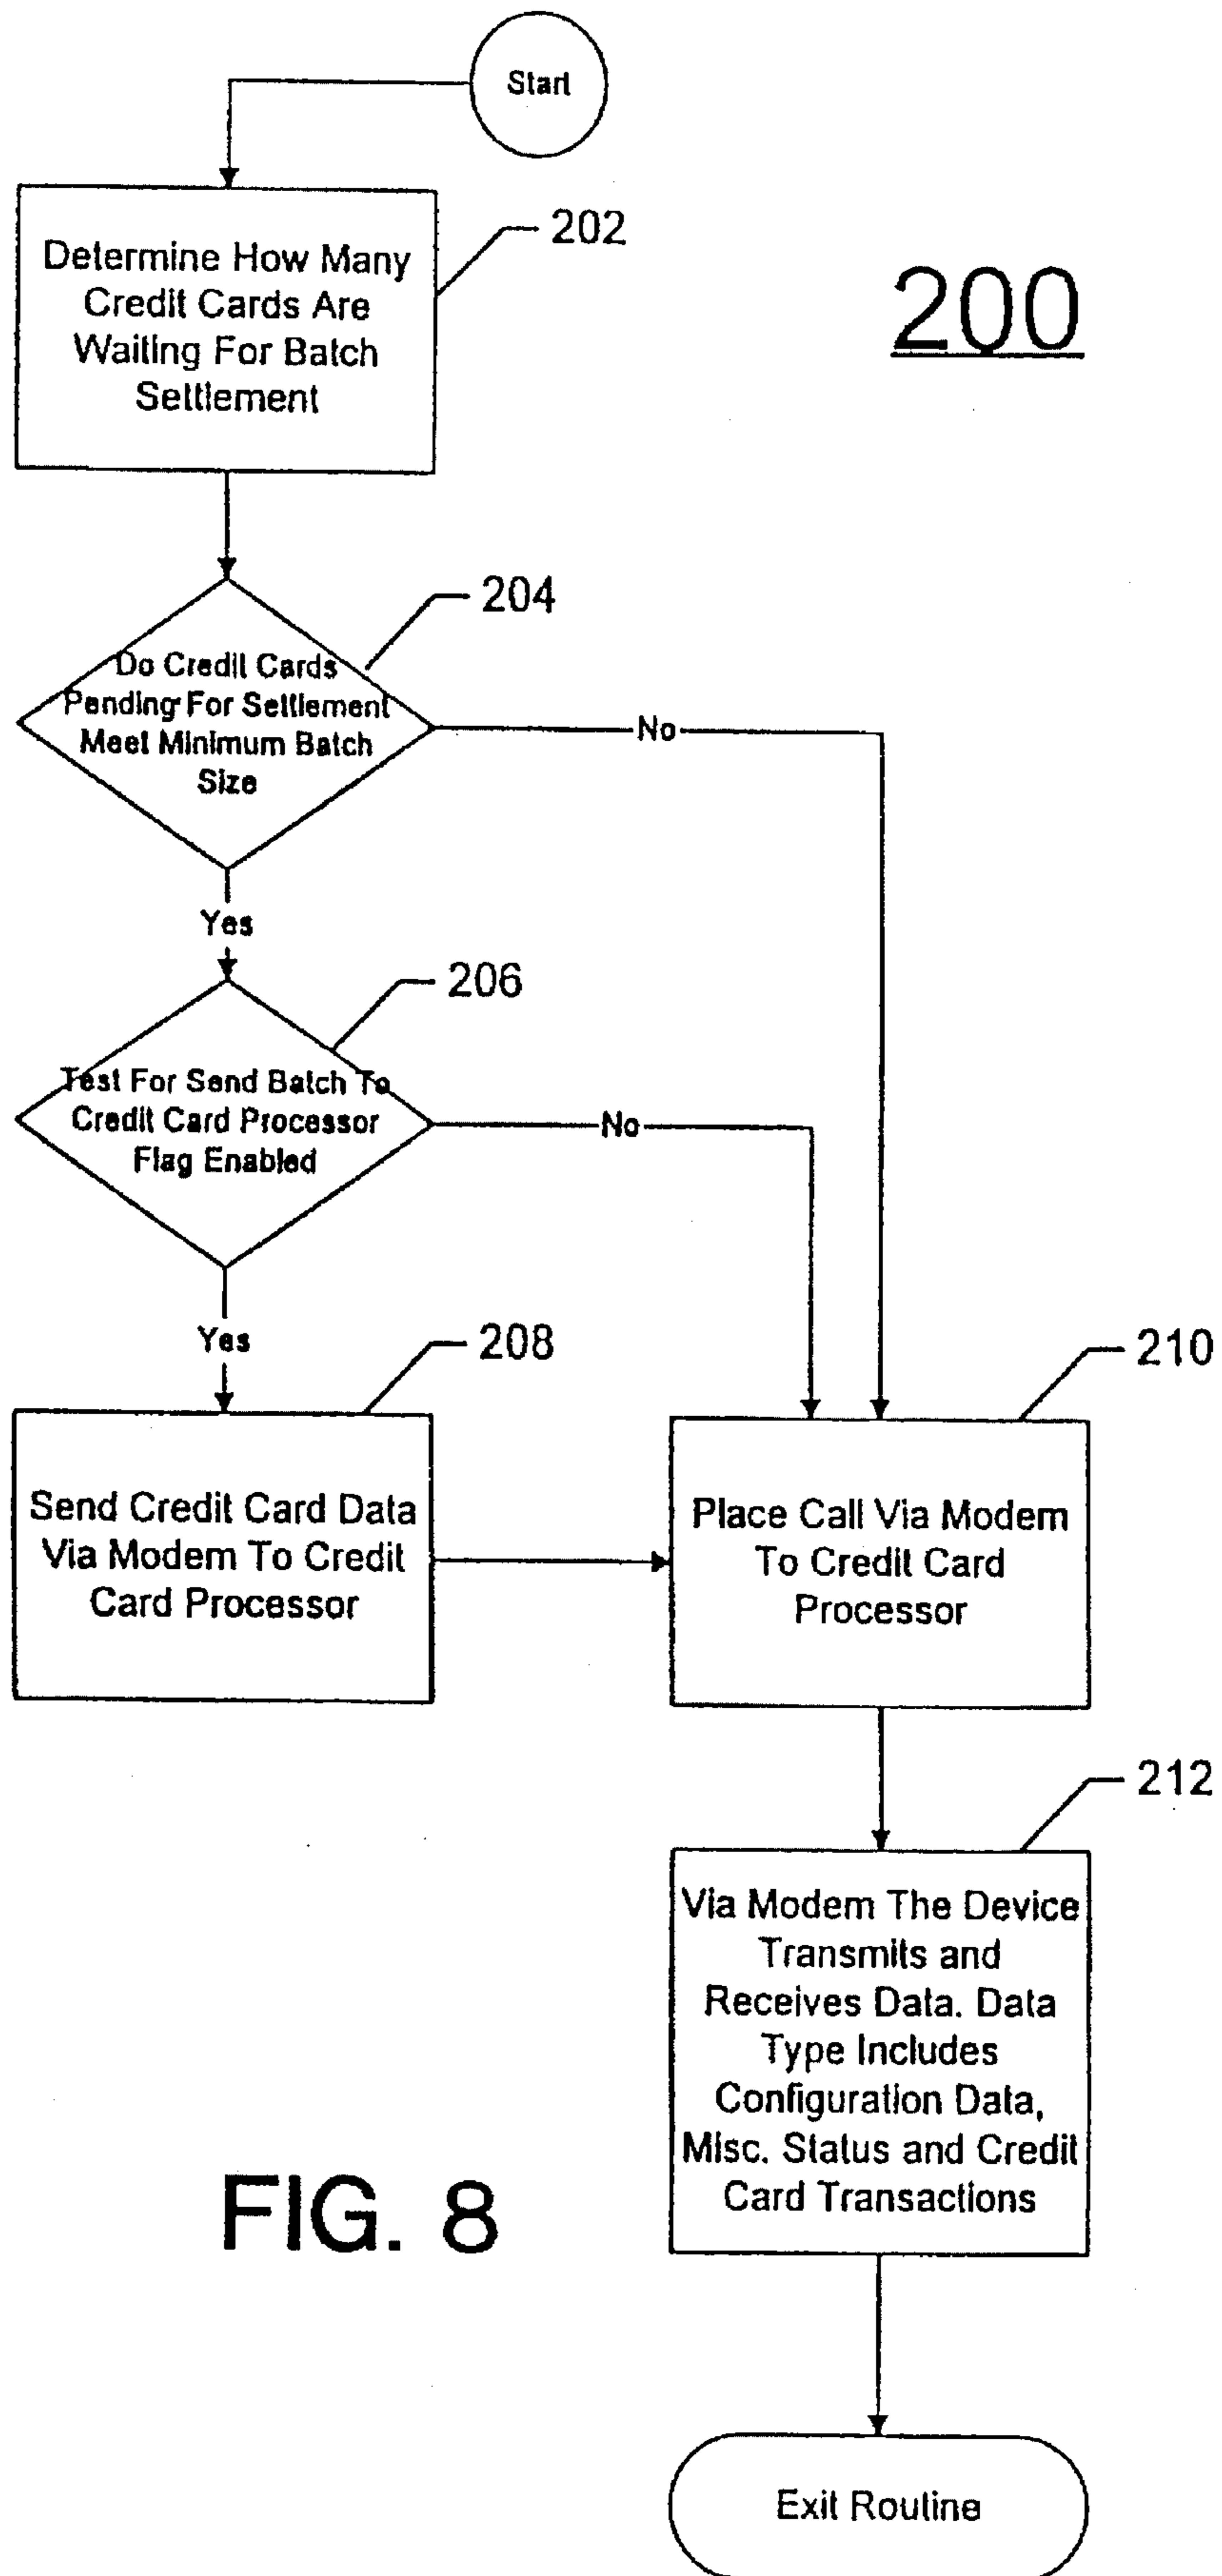 Start
202
200
Determine How Many
Credit Cards Are
Waiting For Batch
Settlement
204
Do Credit Cards
Pending For Settlement
Meet Minimum Batch
Size
No
Yes
206
Test For Send Batch To
Credit Card Processor
Flag Enabled
No
Yes
208
210
Send Credit Card Data
Via Modem To Credit
Card Processor
Place Call Via Modem
To Credit Card
Processor
212
Via Modem The Device
Transmits and
Receives Data. Data
Type Includes
Configuration Data,
Misc. Status and Credit
Card Transactions
FIG. 8
Exit Routine